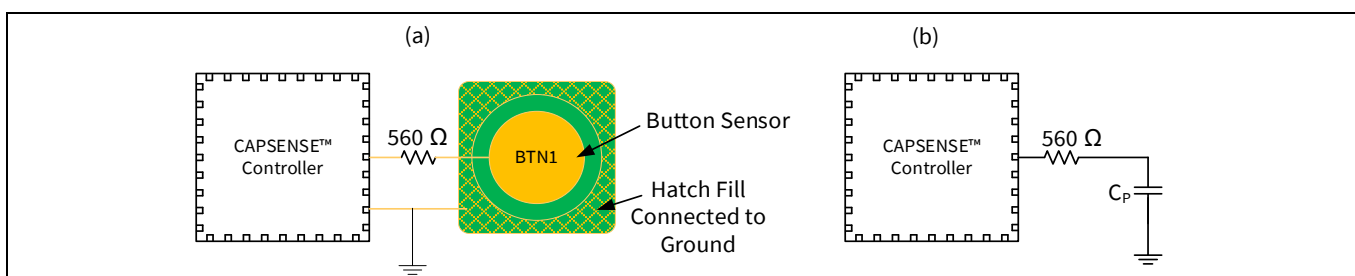 (a)
CAPSENSE™
Controller
560 Ω
BTN1
Button Sensor
Hatch Fill
Connected to
Ground
(b)
CAPSENSE™
Controller
560 Ω
CP